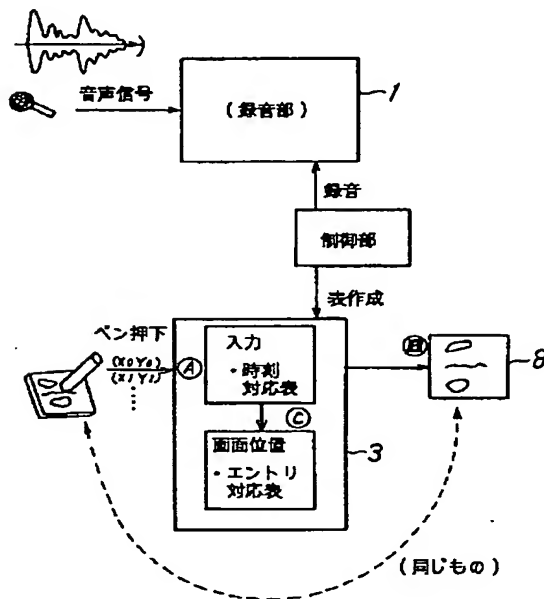 音声信号
(録音部)
1
録音
制御部
表作成
ペン押下
(X0Y0)
(X1Y1)
⋮
A
入力
・時刻
対応表
C
画面位置
・エントリ
対応表
3
B
8
(同じもの)